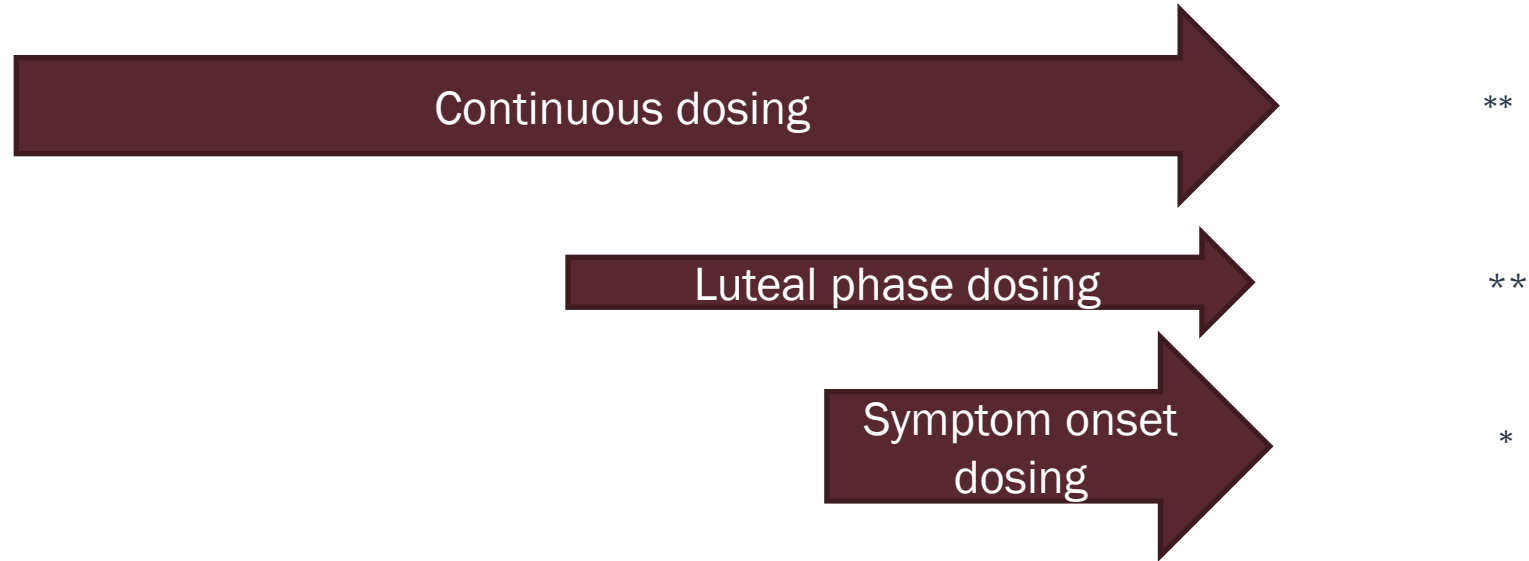 Continuous dosing
**
Luteal phase dosing
**
Symptom onset
dosing
*